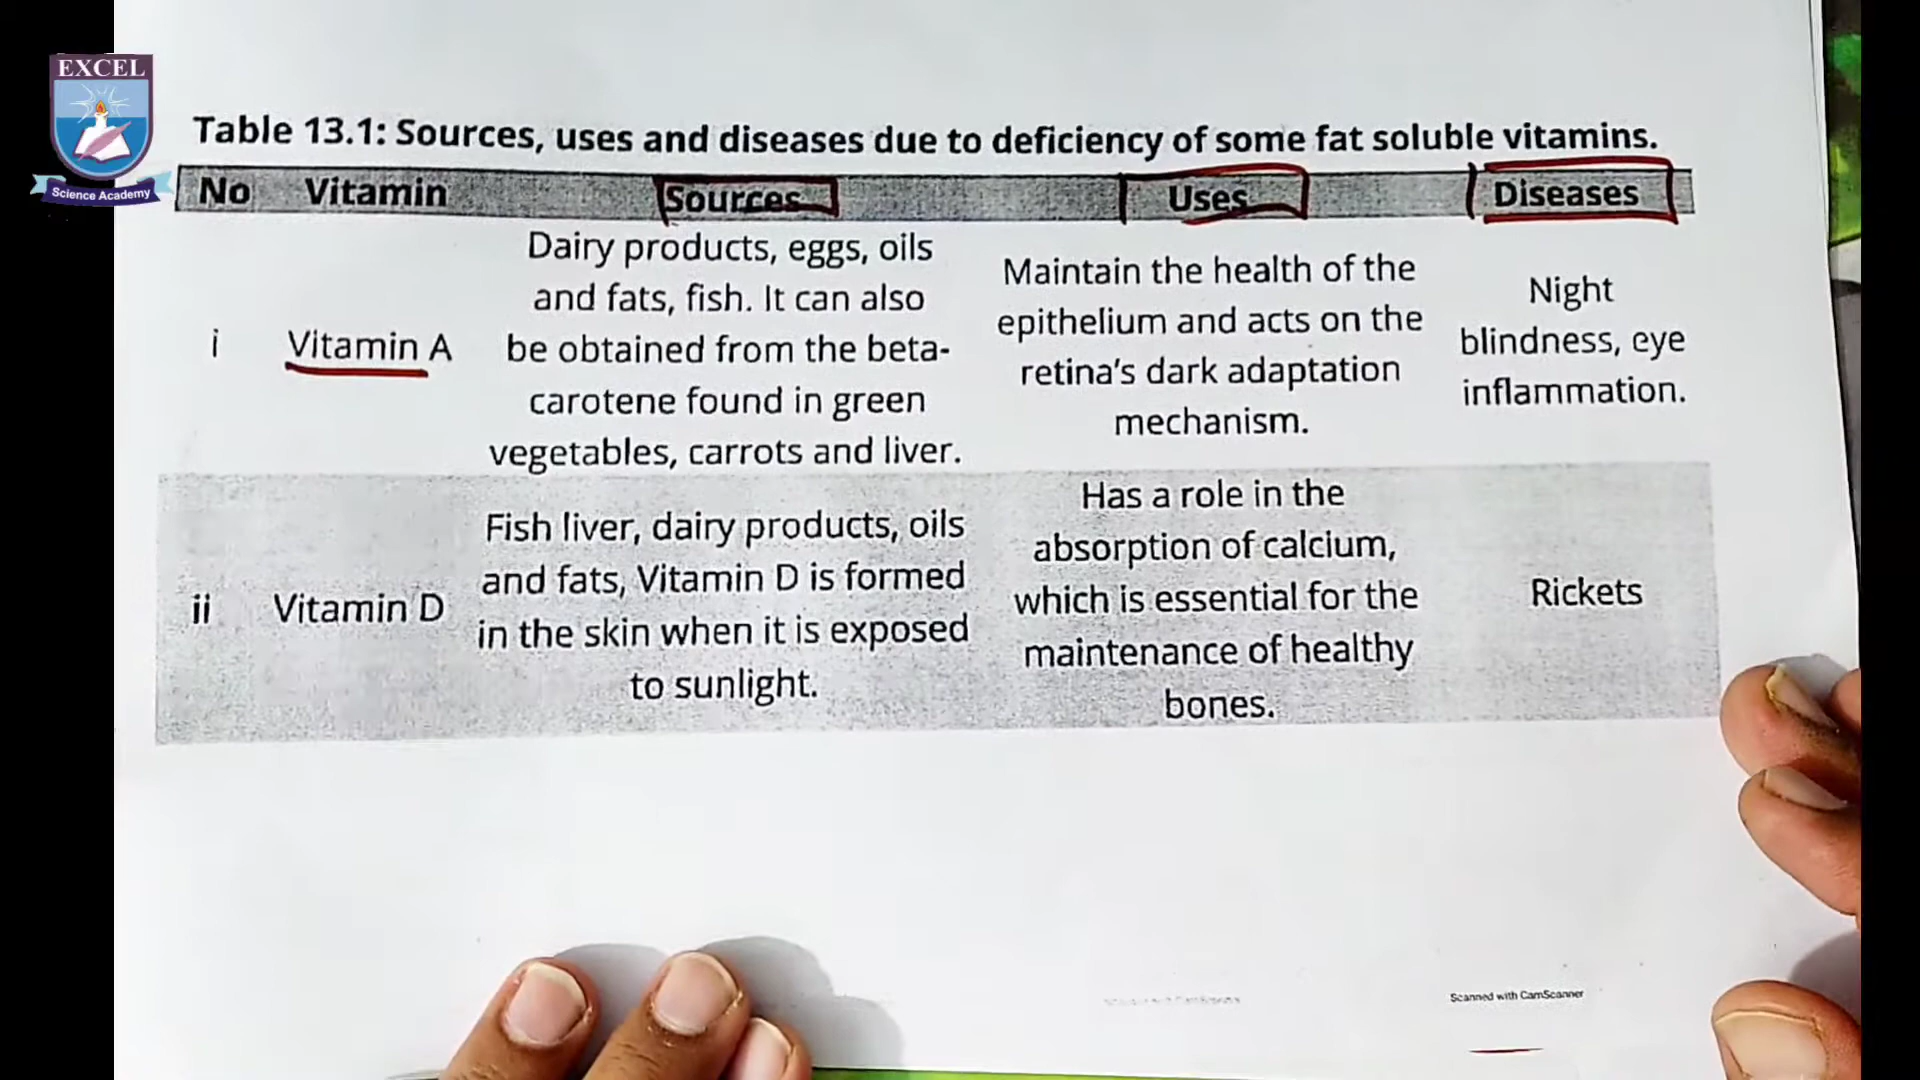 EXCEL
Science Academy
Table 13.1: Sources, uses and diseases due to deficiency of some fat soluble vitamins.
No Vitamin Sources Uses Diseases
i Vitamin A
Dairy products, eggs, oils
and fats, fish. It can also
be obtained from the beta-
carotene found in green
vegetables, carrots and liver.
Maintain the health of the
epithelium and acts on the
retina's dark adaptation
mechanism.
Night
blindness, eye
inflammation.
ii Vitamin D
Fish liver, dairy products, oils
and fats, Vitamin D is formed
in the skin when it is exposed
to sunlight.
Has a role in the
absorption of calcium,
which is essential for the
maintenance of healthy
bones.
Rickets
Scanned with CamScanner